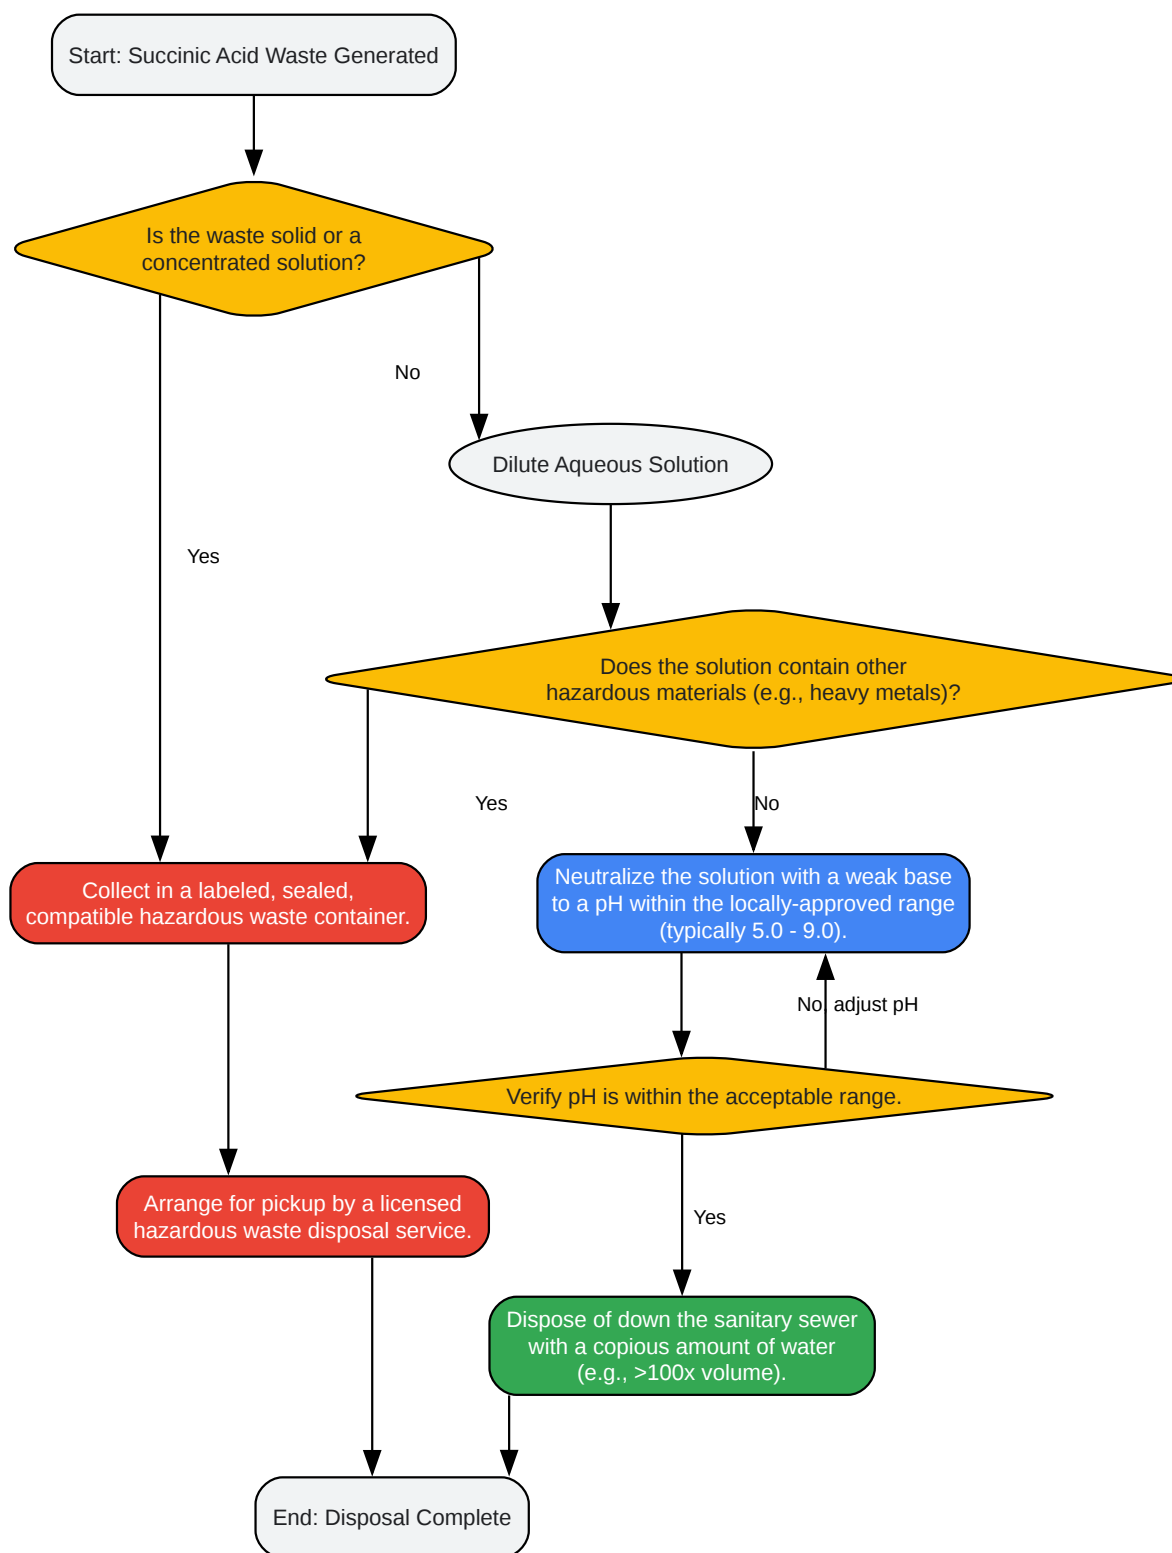 Start: Succinic Acid Waste Generated
Is the waste solid or a
concentrated solution?
No
Dilute Aqueous Solution
Yes
Does the solution contain other
hazardous materials (e.g., heavy metals)?
Yes
No
Collect in a labeled, sealed,
compatible hazardous waste container.
Neutralize the solution with a weak base
to a pH within the locally-approved range
(typically 5.0 - 9.0).
No, adjust pH
Verify pH is within the acceptable range.
Arrange for pickup by a licensed
hazardous waste disposal service.
Yes
Dispose of down the sanitary sewer
with a copious amount of water
(e.g., >100x volume).
End: Disposal Complete